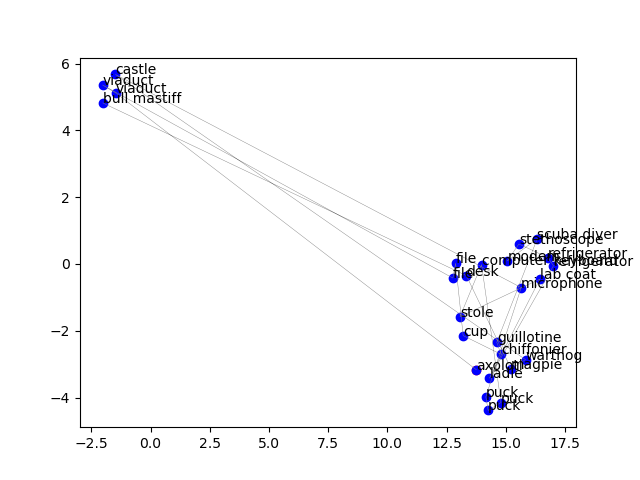 castle
viaduct
viaduct
bull mastiff
scuba diver
stethoscope
refrigerator
modem
refrigerator
file
computer keyboard
file
desk
lab coat
microphone
stole
cup
guillotine
chiffonier
warthog
magpie
axolotl
ladle
puck
puck
puck
6
4
2
0
−2
−4
−2.5
0.0
2.5
5.0
7.5
10.0
12.5
15.0
17.5